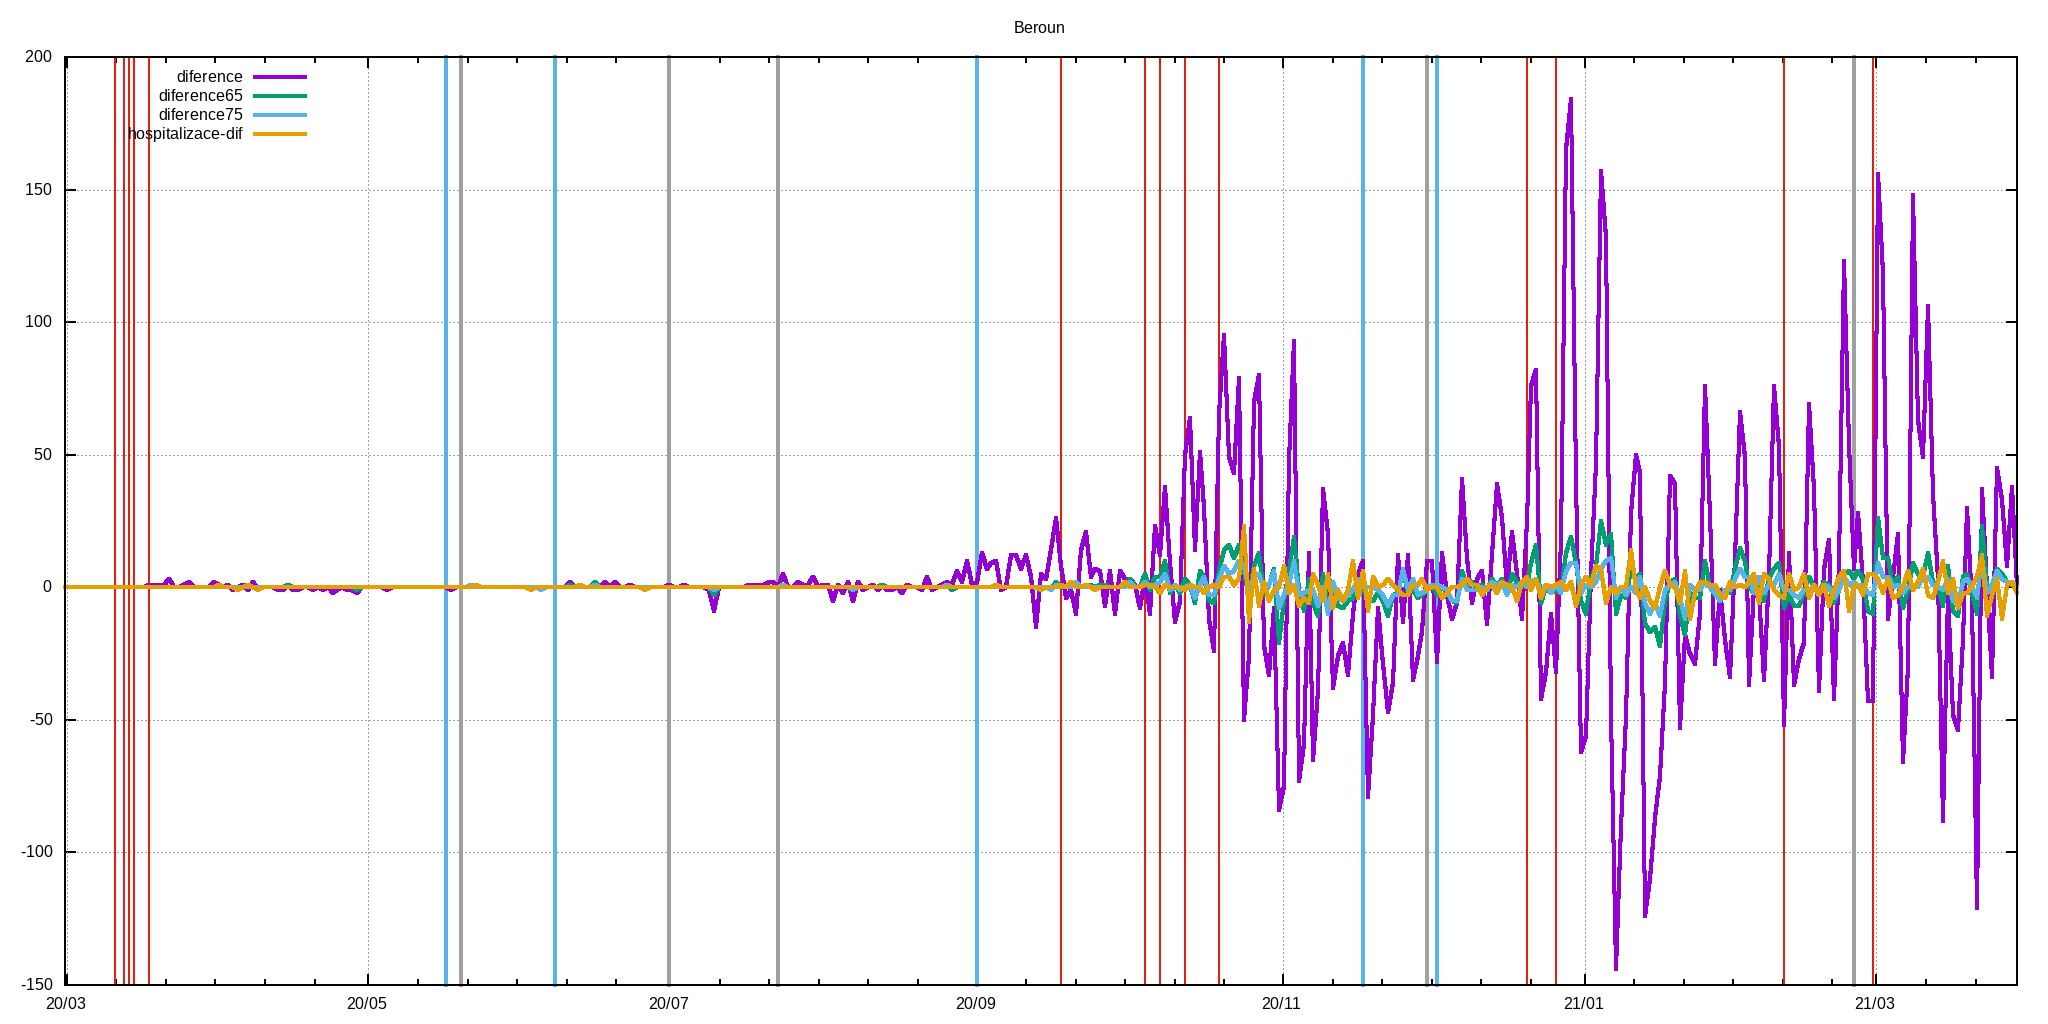 Beroun
200
150
100
50
0
-50
-100
-150
diference
diference65
diference75
hospitalizace-dif
20/03 20/05 20/07 20/09 20/11 21/01 21/03